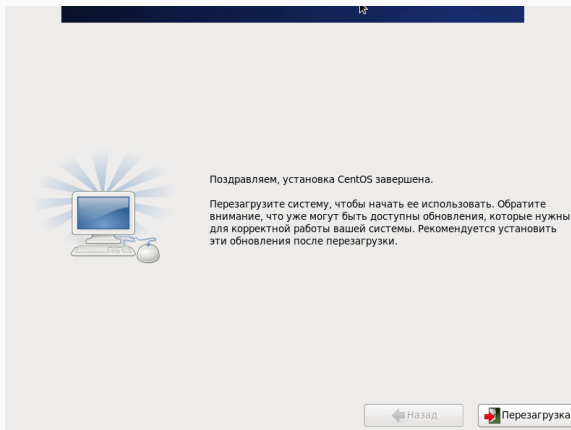 Поздравляем, установка CentOS завершена.
Перезагрузите систему, чтобы начать ее использовать. Обратите
внимание, что уже могут быть доступны обновления, которые нужны
для корректной работы вашей системы. Рекомендуется установить
эти обновления после перезагрузки.
Назад
Перезагрузка